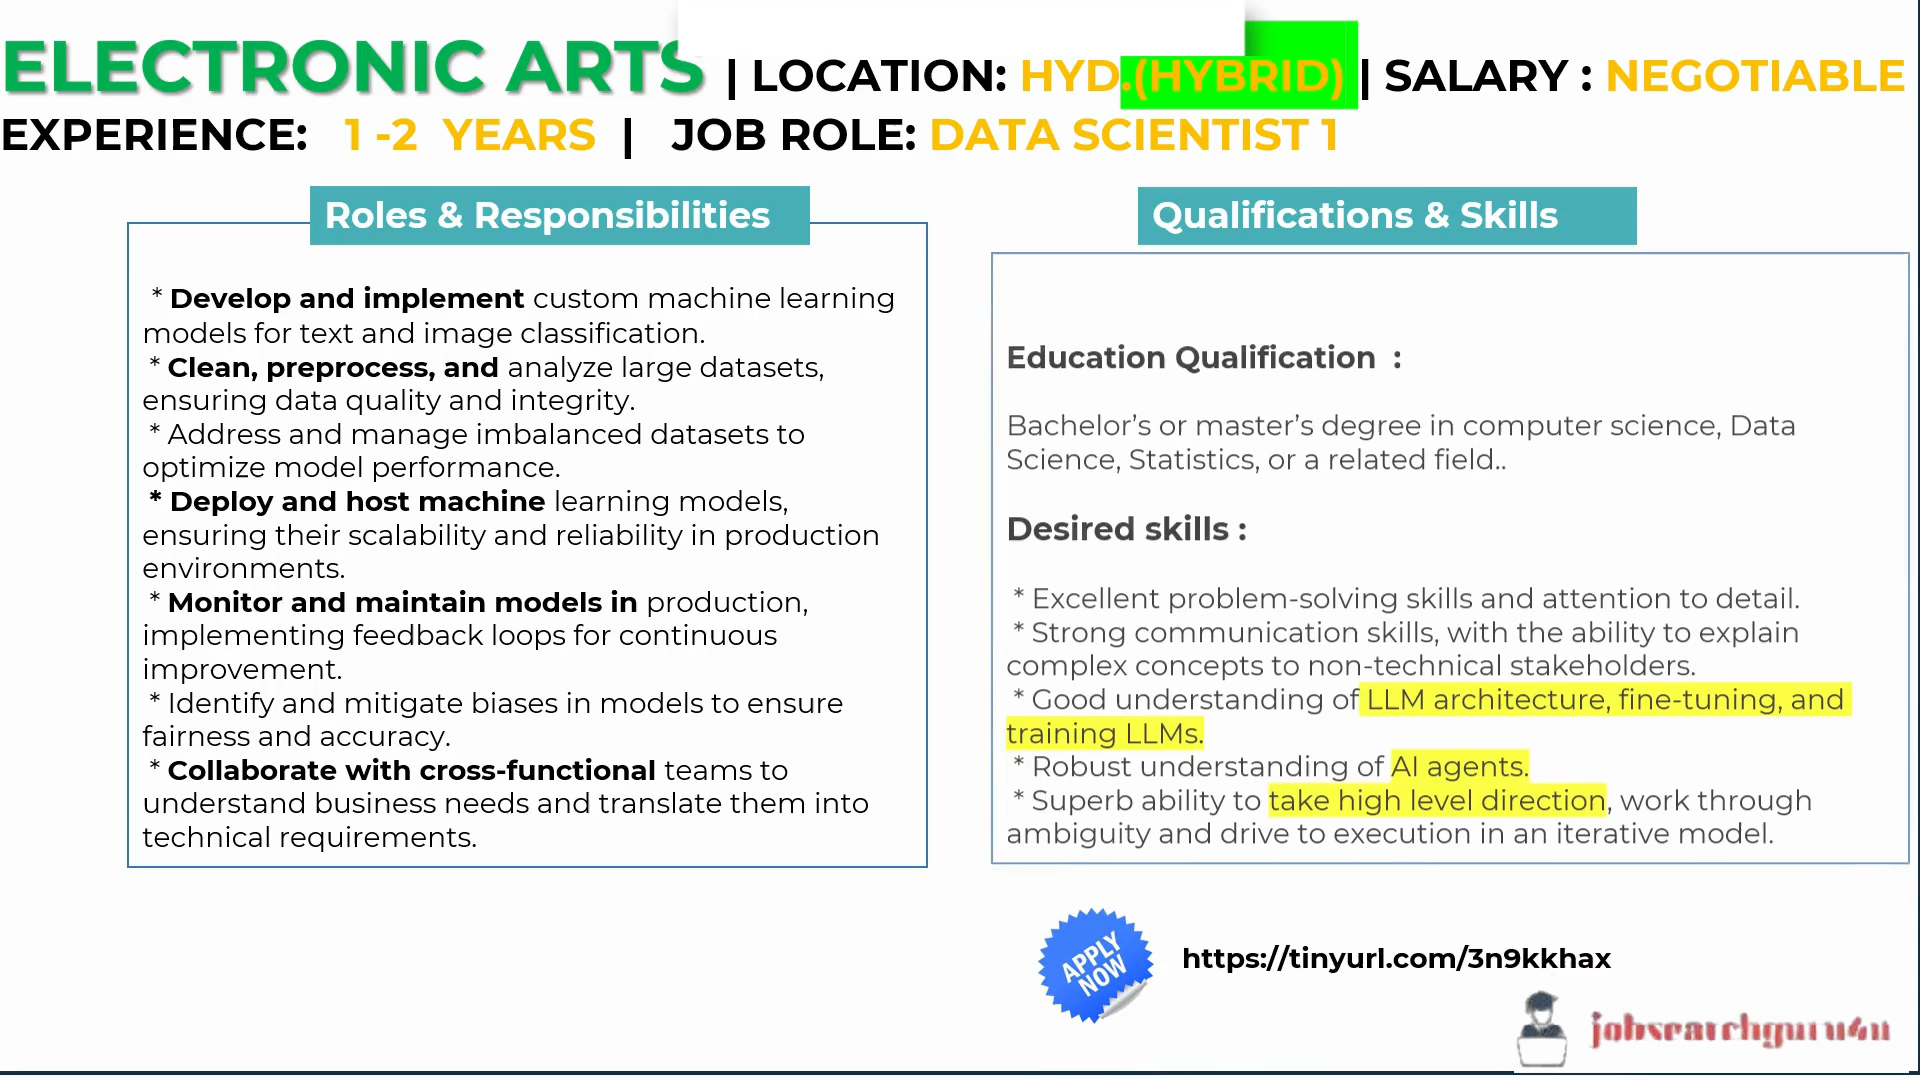 ELECTRONIC ARTS | LOCATION: HYD.(HYBRID) | SALARY : NEGOTIABLE
EXPERIENCE: 1 -2 YEARS | JOB ROLE: DATA SCIENTIST 1
Roles & Responsibilities
* Develop and implement custom machine learning
models for text and image classification.
* Clean, preprocess, and analyze large datasets,
ensuring data quality and integrity.
* Address and manage imbalanced datasets to
optimize model performance.
* Deploy and host machine learning models,
ensuring their scalability and reliability in production
environments.
* Monitor and maintain models in production,
implementing feedback loops for continuous
improvement.
* Identify and mitigate biases in models to ensure
fairness and accuracy.
* Collaborate with cross-functional teams to
understand business needs and translate them into
technical requirements.
Qualifications & Skills
Education Qualification :
Bachelor’s or master’s degree in computer science, Data
Science, Statistics, or a related field..
Desired skills :
* Excellent problem-solving skills and attention to detail.
* Strong communication skills, with the ability to explain
complex concepts to non-technical stakeholders.
* Good understanding of LLM architecture, fine-tuning, and
training LLMs.
* Robust understanding of AI agents.
* Superb ability to take high level direction, work through
ambiguity and drive to execution in an iterative model.
APPLY
NOW
https://tinyurl.com/3n9kkhax
jobsearchguru4u